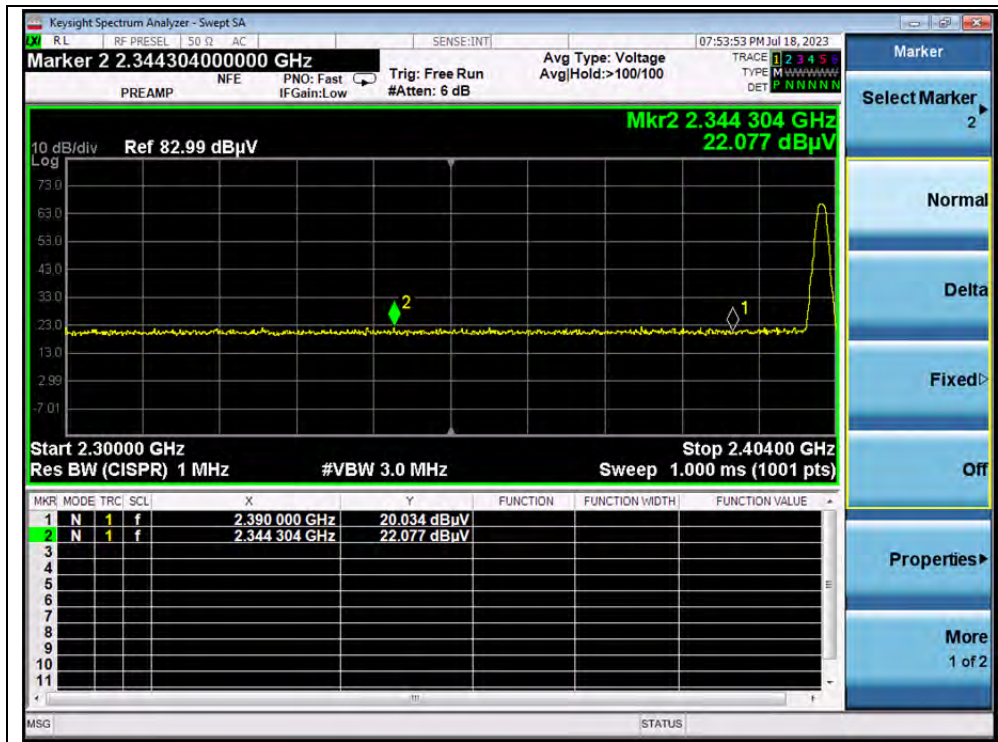 Keysight Spectrum Analyzer - Swept SA
LXI RL RF PRESEL 50 Ω AC SENSE:INT 07:53:53 PM Jul 18, 2023
Marker 2 2.344304000000 GHz
NFE
PREAMP
PNO: Fast
IFGain:Low
Trig: Free Run
#Atten: 6 dB
Avg Type: Voltage
Avg|Hold:>100/100
TRACE 1 2 3 4 5 6
TYPE M WWWWW
DET P N N N N N
Mkr2 2.344 304 GHz
22.077 dBµV
10 dB/div Ref 82.99 dBµV
Log
73.0
63.0
53.0
43.0
33.0
23.0
13.0
2.99
-7.01
2
1
Start 2.30000 GHz Stop 2.40400 GHz
Res BW (CISPR) 1 MHz #VBW 3.0 MHz Sweep 1.000 ms (1001 pts)
MKR MODE TRC SCL X Y FUNCTION FUNCTION WIDTH FUNCTION VALUE
1 N 1 f 2.390 000 GHz 20.034 dBµV
2 N 1 f 2.344 304 GHz 22.077 dBµV
3
4
5
6
7
8
9
10
11
MSG STATUS
Marker
Select Marker
2
Normal
Delta
Fixed
Off
Properties
More
1 of 2